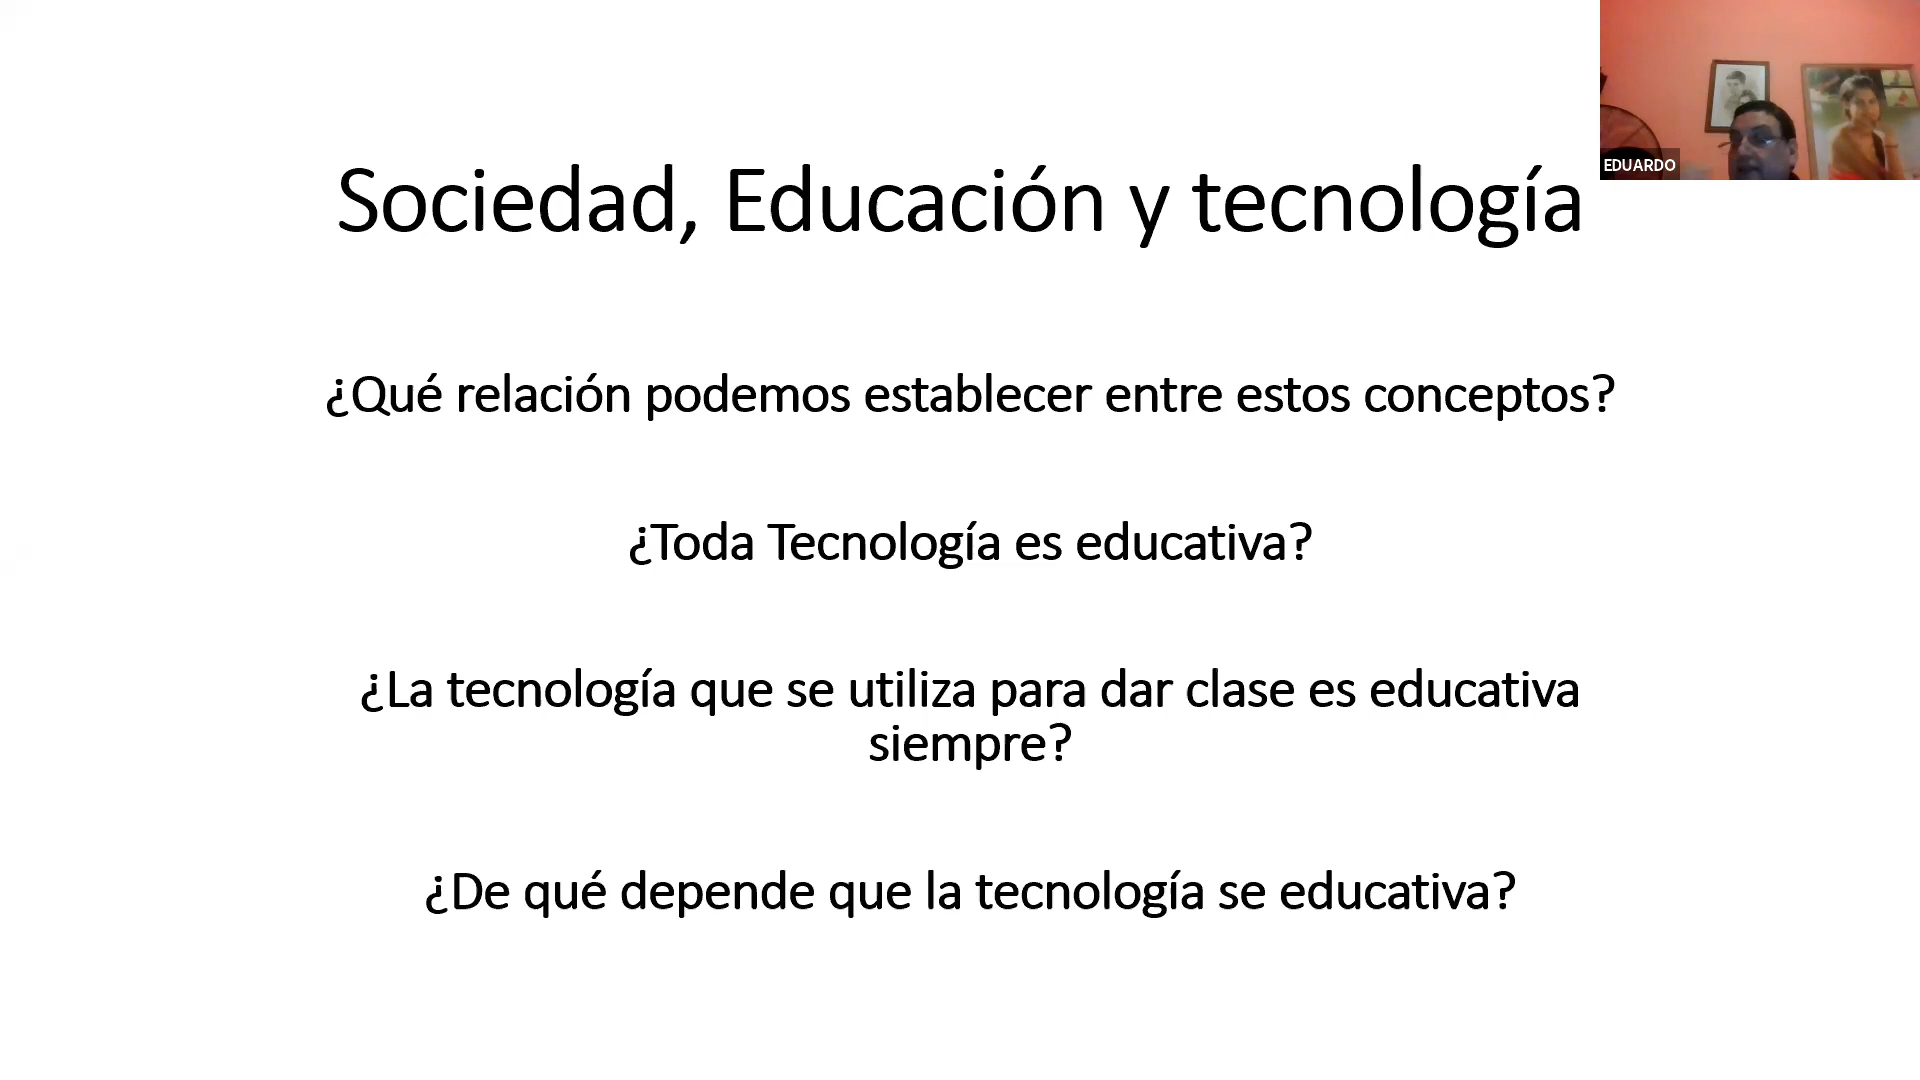 EDUARDO
Sociedad, Educación y tecnología
¿Qué relación podemos establecer entre estos conceptos?
¿Toda Tecnología es educativa?
¿La tecnología que se utiliza para dar clase es educativa
siempre?
¿De qué depende que la tecnología se educativa?